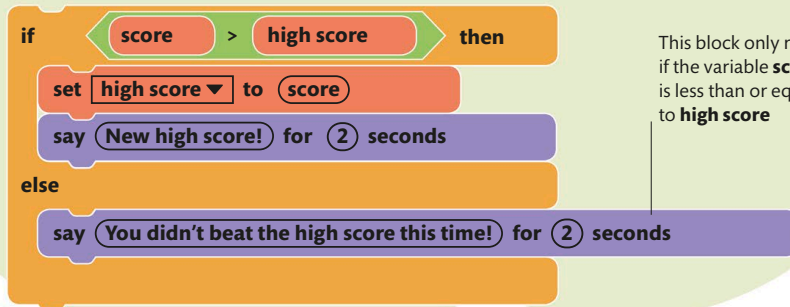 if score > high score then
set high score ▼ to score
say New high score! for 2 seconds
else
say You didn't beat the high score this time! for 2 seconds
This block only
if the variable
is less than or
to high score